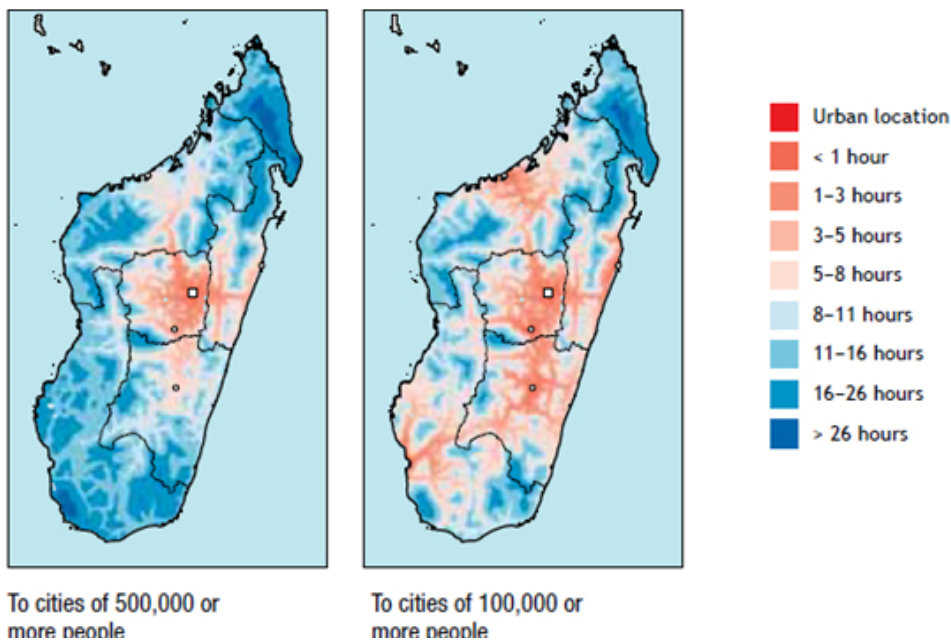 Urban location
< 1 hour
1–3 hours
3–5 hours
5–8 hours
8–11 hours
11–16 hours
16–26 hours
> 26 hours
To cities of 500,000 or
more people
To cities of 100,000 or
more people